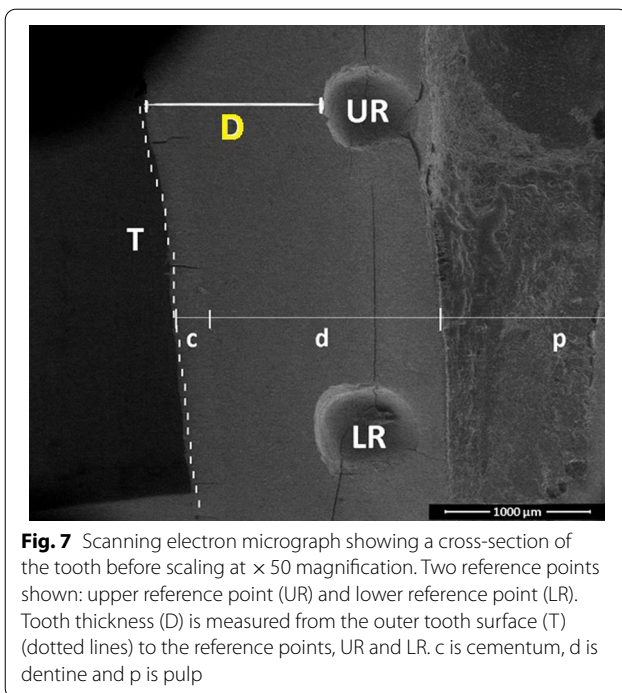 UR
D
T
c
d
p
LR
1000 µm
Fig. 7 Scanning electron micrograph showing a cross-section of
the tooth before scaling at × 50 magnification. Two reference points
shown: upper reference point (UR) and lower reference point (LR).
Tooth thickness (D) is measured from the outer tooth surface (T)
(dotted lines) to the reference points, UR and LR. c is cementum, d is
dentine and p is pulp